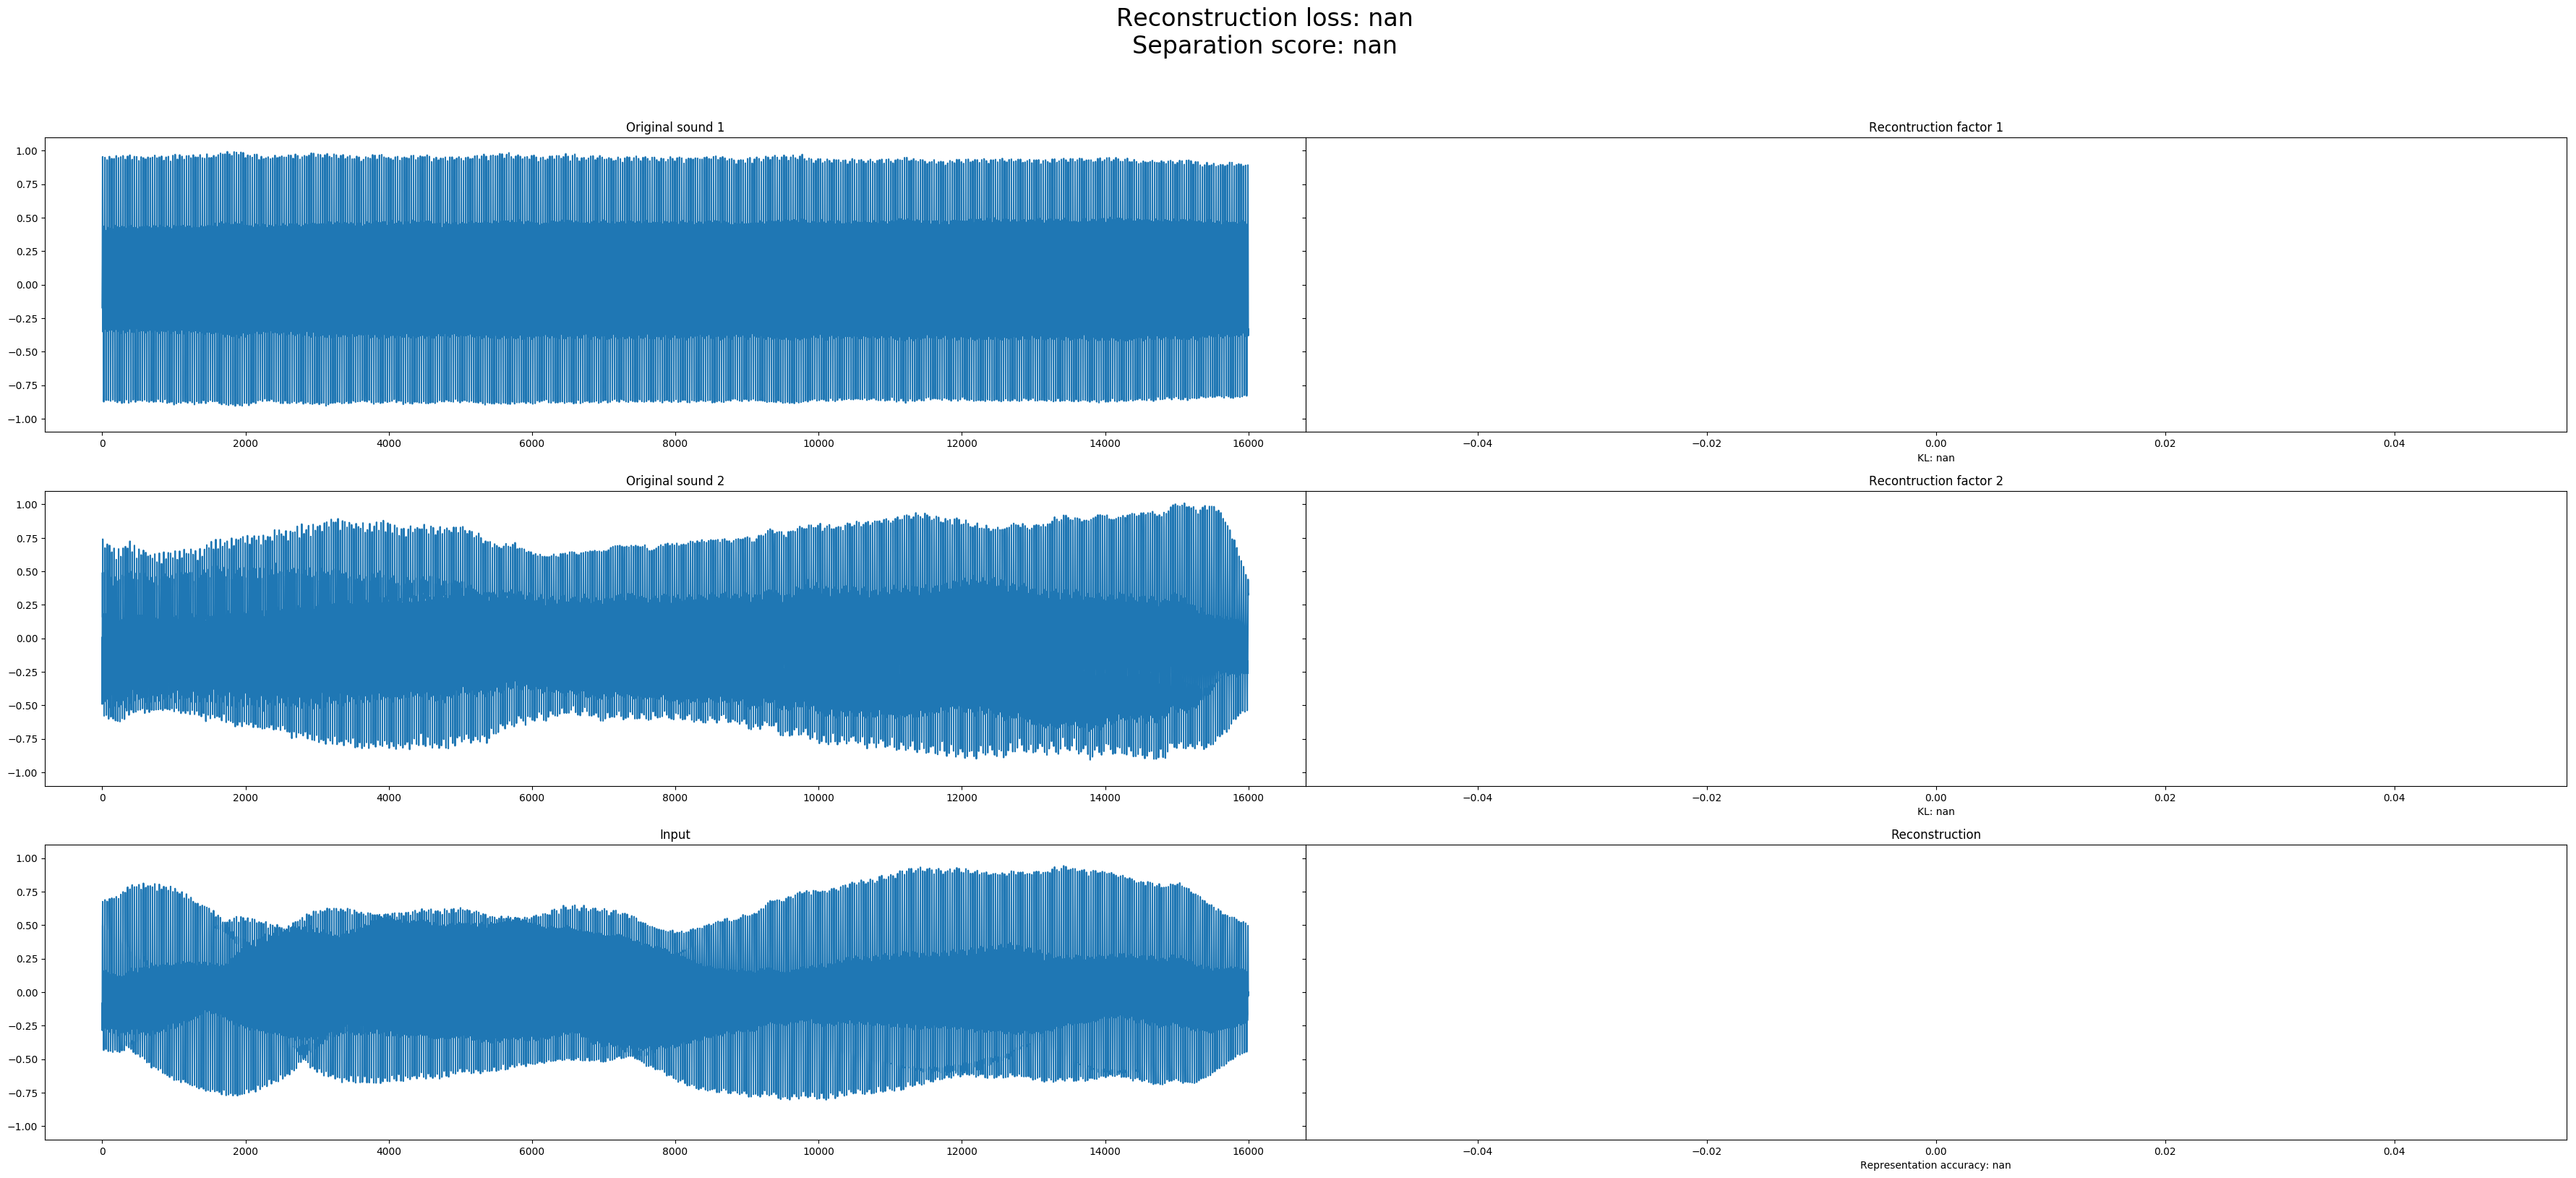 Reconstruction loss: nan
Separation score: nan
Original sound 1
Recontruction factor 1
1.00
0.75
0.50
0.25
0.00
−0.25
−0.50
−0.75
−1.00
0 2000 4000 6000 8000 10000 12000 14000 16000
−0.04 −0.02 0.00 0.02 0.04
KL: nan
Original sound 2
Recontruction factor 2
1.00
0.75
0.50
0.25
0.00
−0.25
−0.50
−0.75
−1.00
0 2000 4000 6000 8000 10000 12000 14000 16000
−0.04 −0.02 0.00 0.02 0.04
KL: nan
Input
Reconstruction
1.00
0.75
0.50
0.25
0.00
−0.25
−0.50
−0.75
−1.00
0 2000 4000 6000 8000 10000 12000 14000 16000
−0.04 −0.02 0.00 0.02 0.04
Representation accuracy: nan